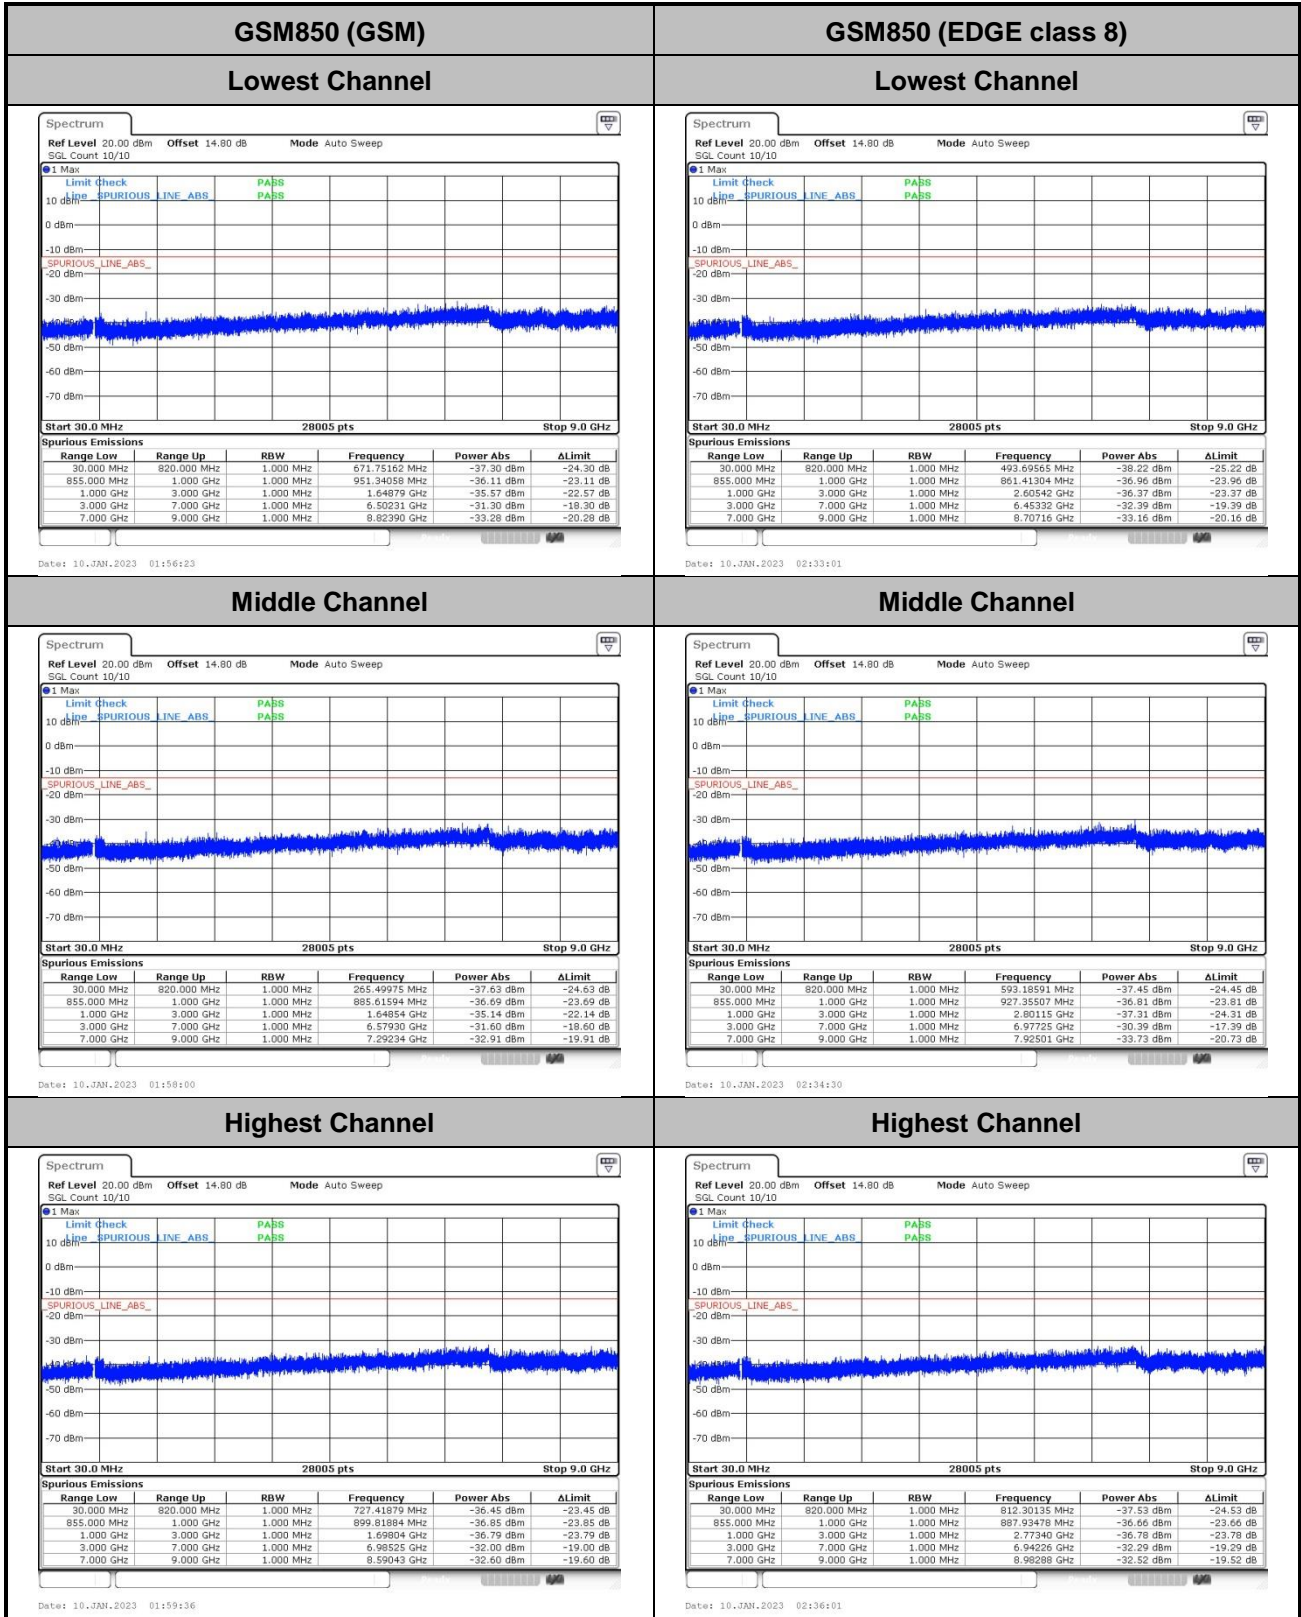 GSM850 (GSM)
GSM850 (EDGE class 8)
Lowest Channel
Lowest Channel
Spectrum
Ref Level 20.00 dBm Offset 14.80 dB Mode Auto Sweep
SGL Count 10/10
1 Max
Limit Check PASS
10 dBm Line _SPURIOUS_LINE_ABS_ PASS
0 dBm
-10 dBm
_SPURIOUS_LINE_ABS_
-20 dBm
-30 dBm
-50 dBm
-60 dBm
-70 dBm
Start 30.0 MHz 28005 pts Stop 9.0 GHz
Spurious Emissions
Range Low Range Up RBW Frequency Power Abs ΔLimit
30.000 MHz 820.000 MHz 1.000 MHz 671.75162 MHz -37.30 dBm -24.30 dB
855.000 MHz 1.000 GHz 1.000 MHz 951.34058 MHz -36.11 dBm -23.11 dB
1.000 GHz 3.000 GHz 1.000 MHz 1.64879 GHz -35.57 dBm -22.57 dB
3.000 GHz 7.000 GHz 1.000 MHz 6.50231 GHz -31.30 dBm -18.30 dB
7.000 GHz 9.000 GHz 1.000 MHz 8.82390 GHz -33.28 dBm -20.28 dB
Date: 10.JAN.2023 01:56:23
Spectrum
Ref Level 20.00 dBm Offset 14.80 dB Mode Auto Sweep
SGL Count 10/10
1 Max
Limit Check PASS
10 dBm Line _SPURIOUS_LINE_ABS_ PASS
0 dBm
-10 dBm
_SPURIOUS_LINE_ABS_
-20 dBm
-30 dBm
-50 dBm
-60 dBm
-70 dBm
Start 30.0 MHz 28005 pts Stop 9.0 GHz
Spurious Emissions
Range Low Range Up RBW Frequency Power Abs ΔLimit
30.000 MHz 820.000 MHz 1.000 MHz 493.69565 MHz -38.22 dBm -25.22 dB
855.000 MHz 1.000 GHz 1.000 MHz 861.41304 MHz -36.96 dBm -23.96 dB
1.000 GHz 3.000 GHz 1.000 MHz 2.60542 GHz -36.37 dBm -23.37 dB
3.000 GHz 7.000 GHz 1.000 MHz 6.45332 GHz -32.39 dBm -19.39 dB
7.000 GHz 9.000 GHz 1.000 MHz 8.70716 GHz -33.16 dBm -20.16 dB
Date: 10.JAN.2023 02:33:01
Middle Channel
Middle Channel
Spectrum
Ref Level 20.00 dBm Offset 14.80 dB Mode Auto Sweep
SGL Count 10/10
1 Max
Limit Check PASS
10 dBm Line _SPURIOUS_LINE_ABS_ PASS
0 dBm
-10 dBm
_SPURIOUS_LINE_ABS_
-20 dBm
-30 dBm
-50 dBm
-60 dBm
-70 dBm
Start 30.0 MHz 28005 pts Stop 9.0 GHz
Spurious Emissions
Range Low Range Up RBW Frequency Power Abs ΔLimit
30.000 MHz 820.000 MHz 1.000 MHz 265.49975 MHz -37.63 dBm -24.63 dB
855.000 MHz 1.000 GHz 1.000 MHz 885.61594 MHz -36.69 dBm -23.69 dB
1.000 GHz 3.000 GHz 1.000 MHz 1.64854 GHz -35.14 dBm -22.14 dB
3.000 GHz 7.000 GHz 1.000 MHz 6.57930 GHz -31.60 dBm -18.60 dB
7.000 GHz 9.000 GHz 1.000 MHz 7.29234 GHz -32.91 dBm -19.91 dB
Date: 10.JAN.2023 01:58:00
Spectrum
Ref Level 20.00 dBm Offset 14.80 dB Mode Auto Sweep
SGL Count 10/10
1 Max
Limit Check PASS
10 dBm Line _SPURIOUS_LINE_ABS_ PASS
0 dBm
-10 dBm
_SPURIOUS_LINE_ABS_
-20 dBm
-30 dBm
-50 dBm
-60 dBm
-70 dBm
Start 30.0 MHz 28005 pts Stop 9.0 GHz
Spurious Emissions
Range Low Range Up RBW Frequency Power Abs ΔLimit
30.000 MHz 820.000 MHz 1.000 MHz 593.18591 MHz -37.45 dBm -24.45 dB
855.000 MHz 1.000 GHz 1.000 MHz 927.35507 MHz -36.81 dBm -23.81 dB
1.000 GHz 3.000 GHz 1.000 MHz 2.80115 GHz -37.31 dBm -24.31 dB
3.000 GHz 7.000 GHz 1.000 MHz 6.97725 GHz -30.39 dBm -17.39 dB
7.000 GHz 9.000 GHz 1.000 MHz 7.92501 GHz -33.73 dBm -20.73 dB
Date: 10.JAN.2023 02:34:30
Highest Channel
Highest Channel
Spectrum
Ref Level 20.00 dBm Offset 14.80 dB Mode Auto Sweep
SGL Count 10/10
1 Max
Limit Check PASS
10 dBm Line _SPURIOUS_LINE_ABS_ PASS
0 dBm
-10 dBm
_SPURIOUS_LINE_ABS_
-20 dBm
-30 dBm
-50 dBm
-60 dBm
-70 dBm
Start 30.0 MHz 28005 pts Stop 9.0 GHz
Spurious Emissions
Range Low Range Up RBW Frequency Power Abs ΔLimit
30.000 MHz 820.000 MHz 1.000 MHz 727.41879 MHz -36.45 dBm -23.45 dB
855.000 MHz 1.000 GHz 1.000 MHz 899.81884 MHz -36.85 dBm -23.85 dB
1.000 GHz 3.000 GHz 1.000 MHz 1.69804 GHz -36.79 dBm -23.79 dB
3.000 GHz 7.000 GHz 1.000 MHz 6.98525 GHz -32.00 dBm -19.00 dB
7.000 GHz 9.000 GHz 1.000 MHz 8.59043 GHz -32.60 dBm -19.60 dB
Date: 10.JAN.2023 01:59:36
Spectrum
Ref Level 20.00 dBm Offset 14.80 dB Mode Auto Sweep
SGL Count 10/10
1 Max
Limit Check PASS
10 dBm Line _SPURIOUS_LINE_ABS_ PASS
0 dBm
-10 dBm
_SPURIOUS_LINE_ABS_
-20 dBm
-30 dBm
-50 dBm
-60 dBm
-70 dBm
Start 30.0 MHz 28005 pts Stop 9.0 GHz
Spurious Emissions
Range Low Range Up RBW Frequency Power Abs ΔLimit
30.000 MHz 820.000 MHz 1.000 MHz 812.30135 MHz -37.53 dBm -24.53 dB
855.000 MHz 1.000 GHz 1.000 MHz 887.93478 MHz -36.66 dBm -23.66 dB
1.000 GHz 3.000 GHz 1.000 MHz 2.77340 GHz -36.78 dBm -23.78 dB
3.000 GHz 7.000 GHz 1.000 MHz 6.94226 GHz -32.29 dBm -19.29 dB
7.000 GHz 9.000 GHz 1.000 MHz 8.98288 GHz -32.52 dBm -19.52 dB
Date: 10.JAN.2023 02:36:01